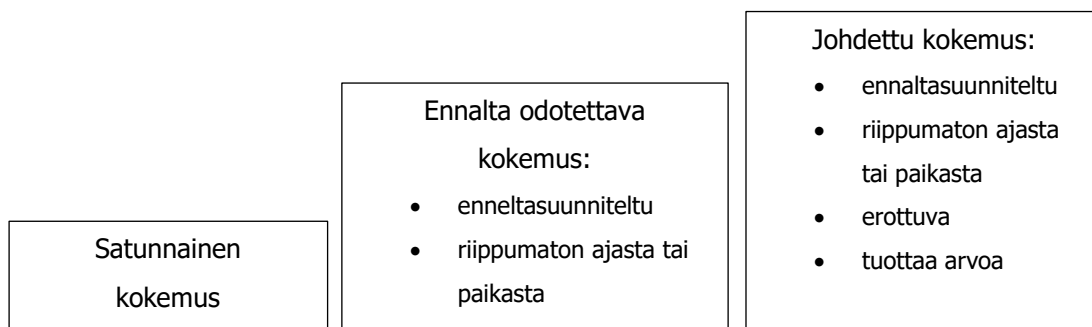 Satunnainen
kokemus
Ennalta odotettava
kokemus:
• enneltasuunniteltu
• riippumaton ajasta tai
paikasta
Johdettu kokemus:
• ennaltasuunniteltu
• riippumaton ajasta
tai paikasta
• erottuva
• tuottaa arvoa